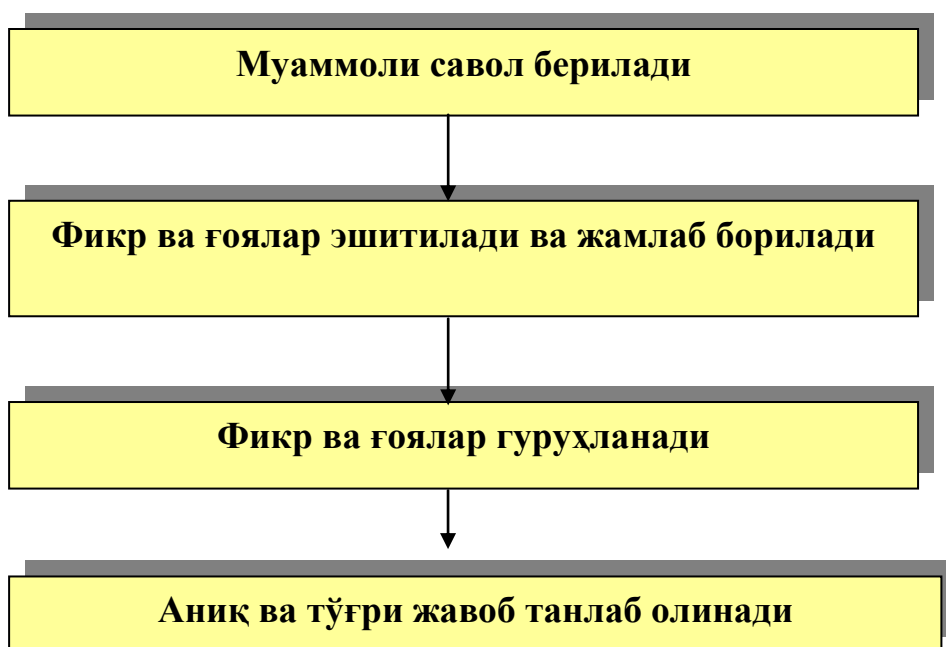 Муаммоли савол берилади
Фикр ва ғоялар эшитилади ва жамлаб борилади
Фикр ва ғоялар гуруҳланади
Аниқ ва тўғри жавоб танлаб олинади